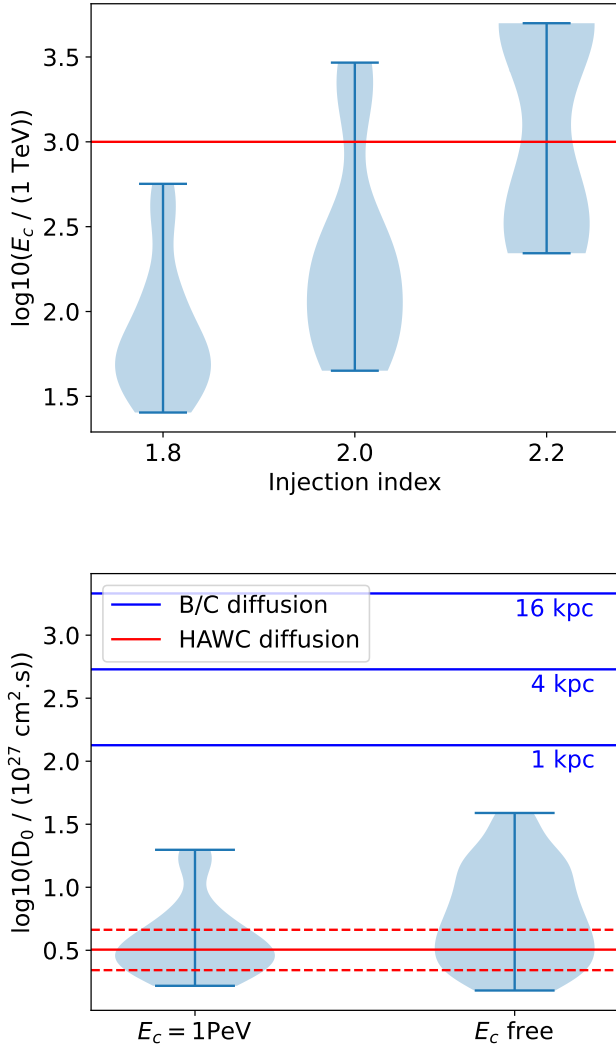 log10(E_c / (1 TeV))
3.5
3.0
2.5
2.0
1.5
1.8 2.0 2.2
Injection index
log10(D_0 / (10^27 cm^2.s))
B/C diffusion
HAWC diffusion
16 kpc
4 kpc
1 kpc
3.0
2.5
2.0
1.5
1.0
0.5
E_c = 1PeV E_c free